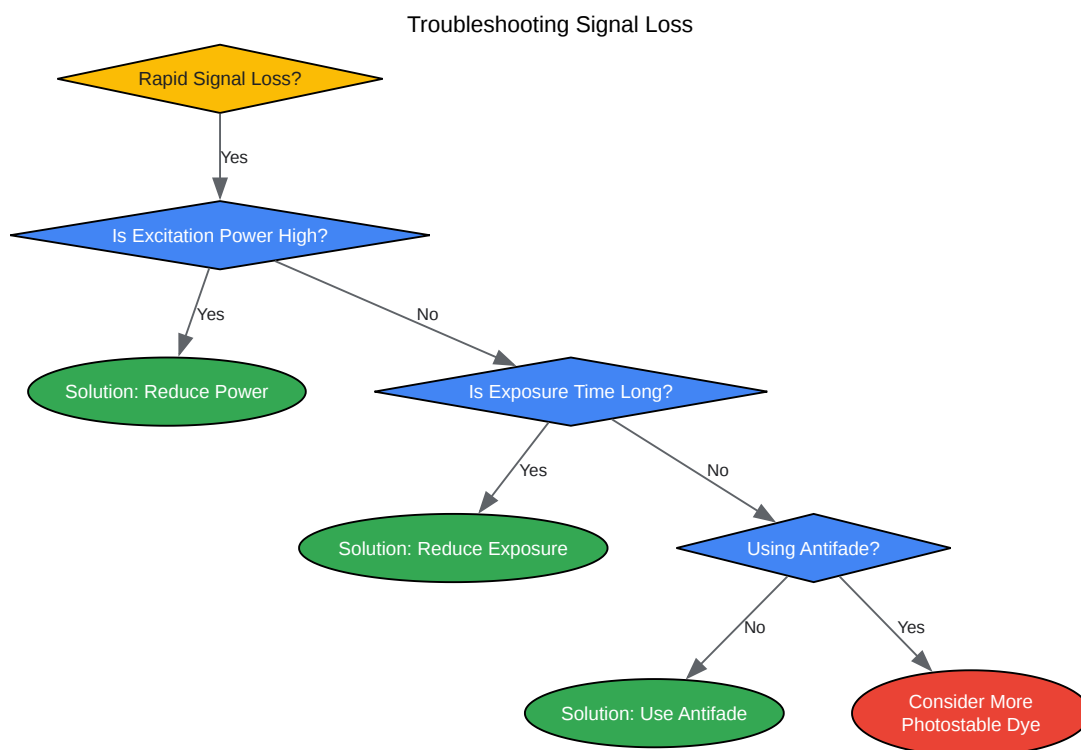 Troubleshooting Signal Loss
Rapid Signal Loss?
Yes
Is Excitation Power High?
Yes
No
Solution: Reduce Power
Is Exposure Time Long?
Yes
No
Solution: Reduce Exposure
Using Antifade?
No
Yes
Solution: Use Antifade
Consider More
Photostable Dye